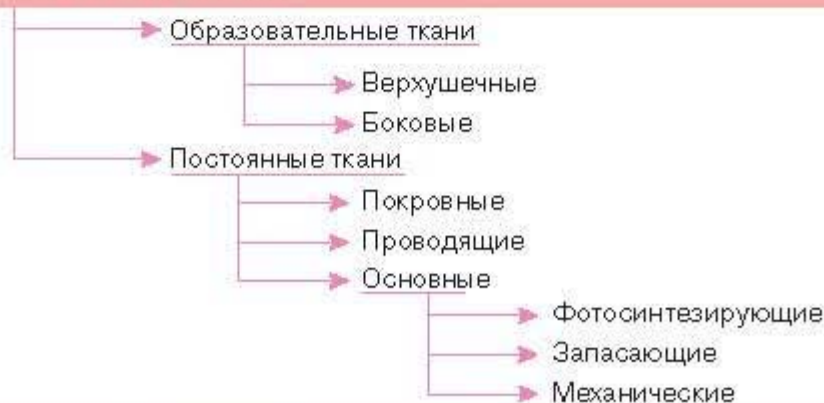 Образовательные ткани
Верхушечные
Боковые
Постоянные ткани
Покровные
Проводящие
Основные
Фотосинтезирующие
Запасающие
Механические